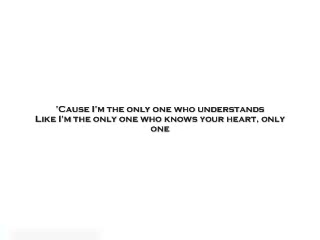 'Cause I'm the only one who understands
Like I'm the only one who knows your heart, only
one